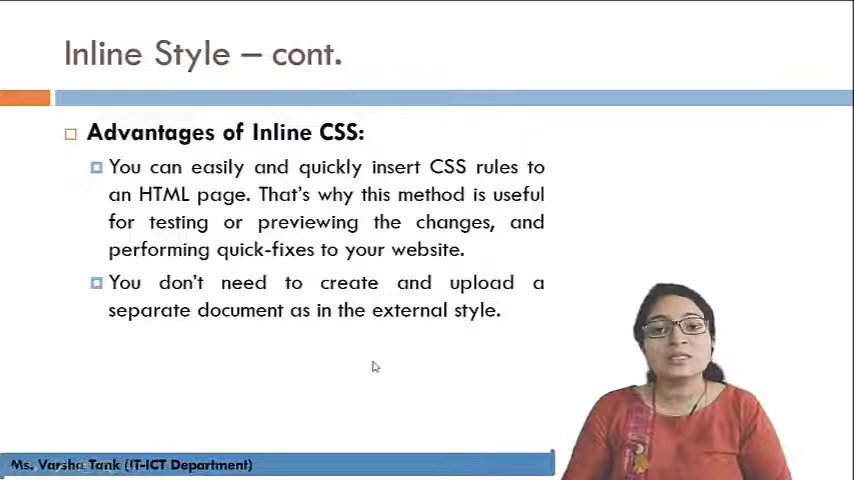 Inline Style – cont.
Advantages of Inline CSS:
You can easily and quickly insert CSS rules to
an HTML page. That's why this method is useful
for testing or previewing the changes, and
performing quick-fixes to your website.
You don't need to create and upload a
separate document as in the external style.
Ms. Varsha Tank (IT-ICT Department)